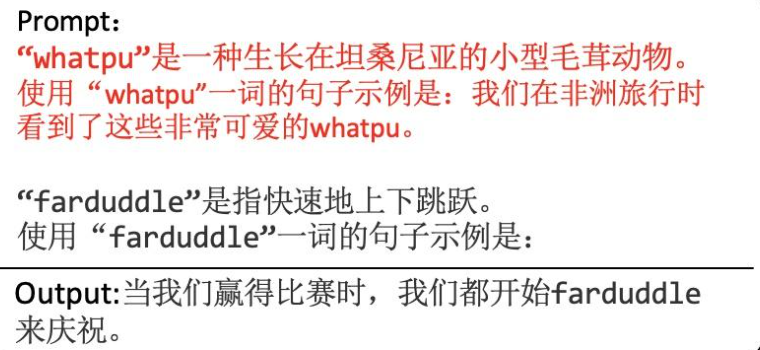 Prompt:
“whatpu”是一种生长在坦桑尼亚的小型毛茸动物。
使用“whatpu”一词的句子示例是：我们在非洲旅行时
看到了这些非常可爱的whatpu。
“farduddle”是指快速地上下跳跃。
使用“farduddle”一词的句子示例是：
Output:当我们赢得比赛时，我们都开始farduddle
来庆祝。